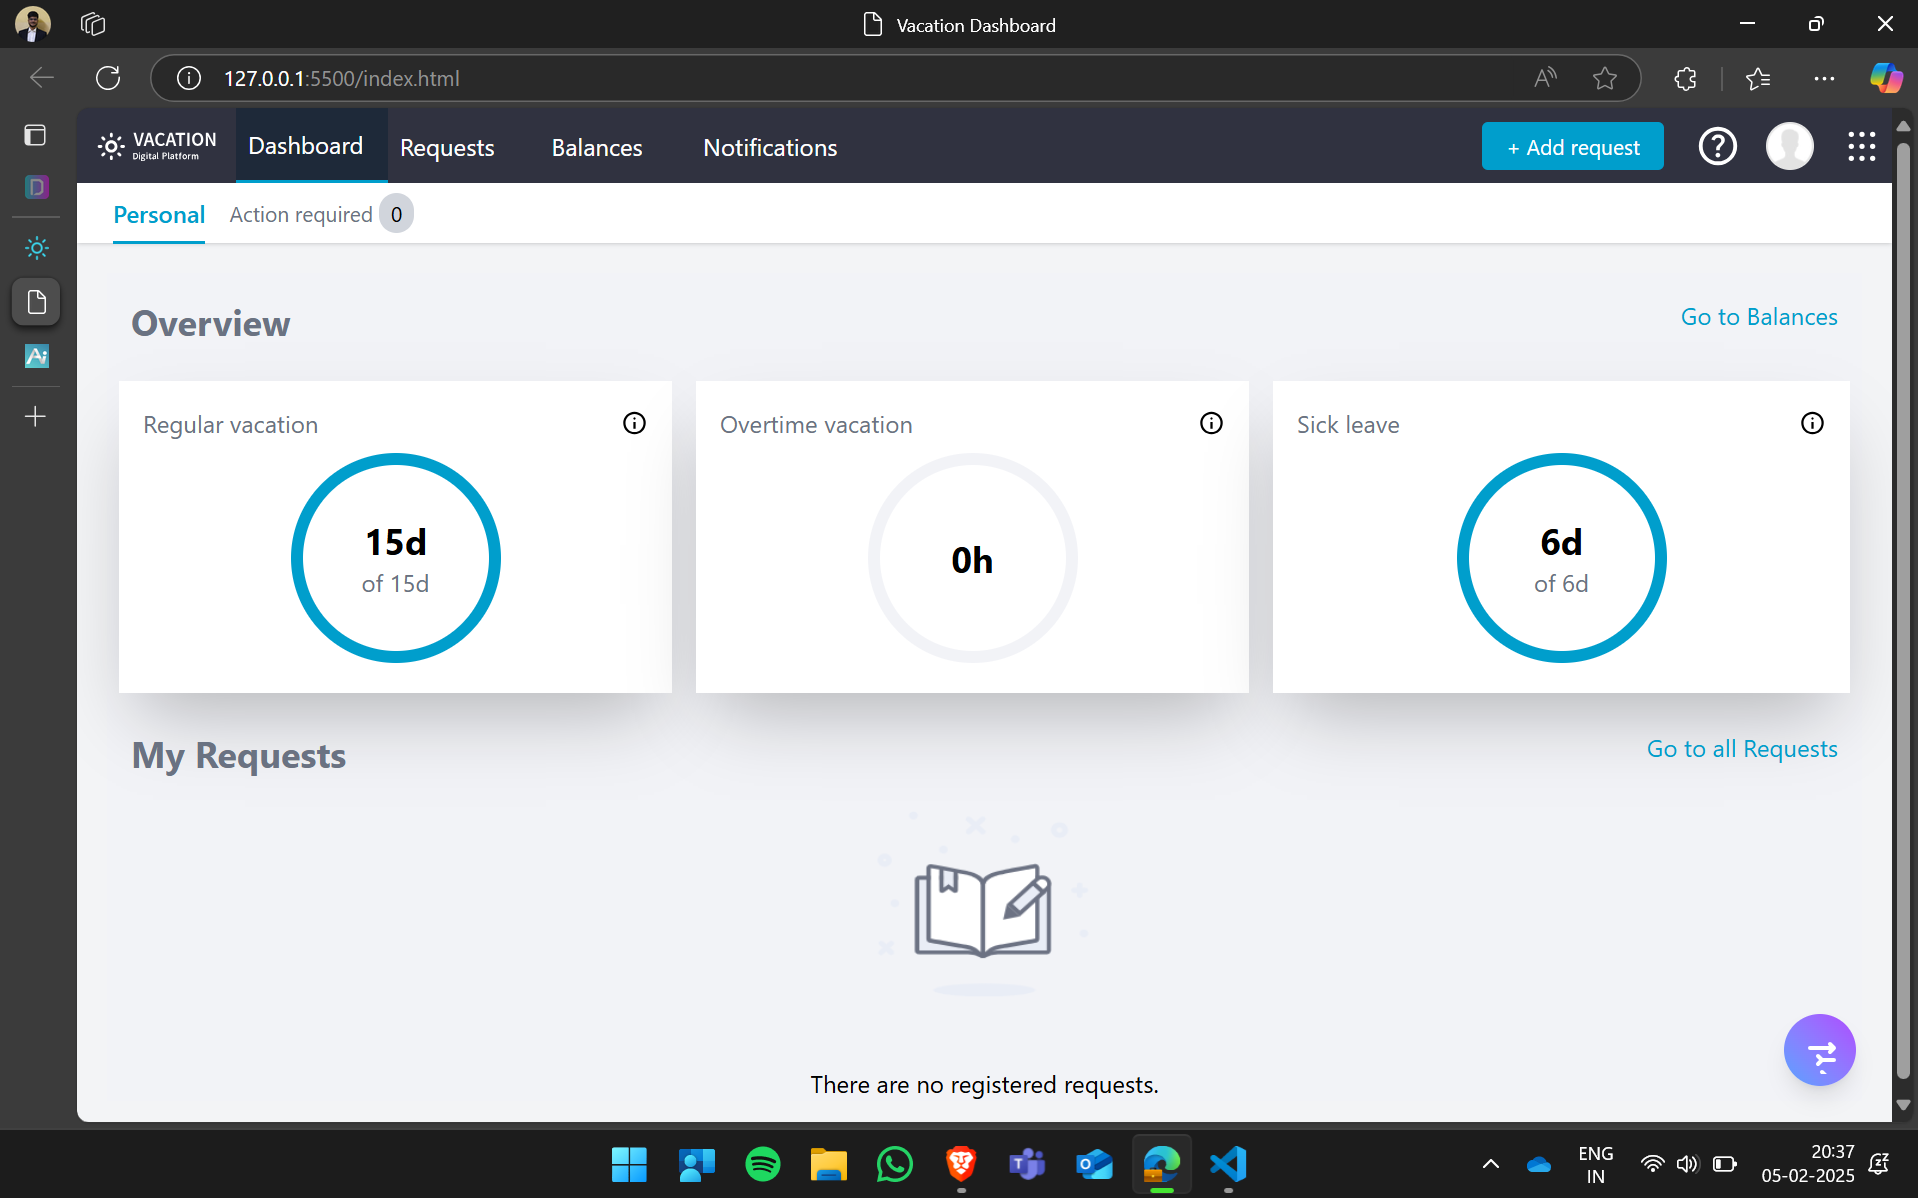 Vacation Dashboard
127.0.0.1:5500/index.html
VACATION
Digital Platform
Dashboard
Requests
Balances
Notifications
+ Add request
Personal
Action required 0
Overview
Go to Balances
Regular vacation
15d
of 15d
Overtime vacation
0h
Sick leave
6d
of 6d
My Requests
Go to all Requests
There are no registered requests.
ENG
IN
20:37
05-02-2025